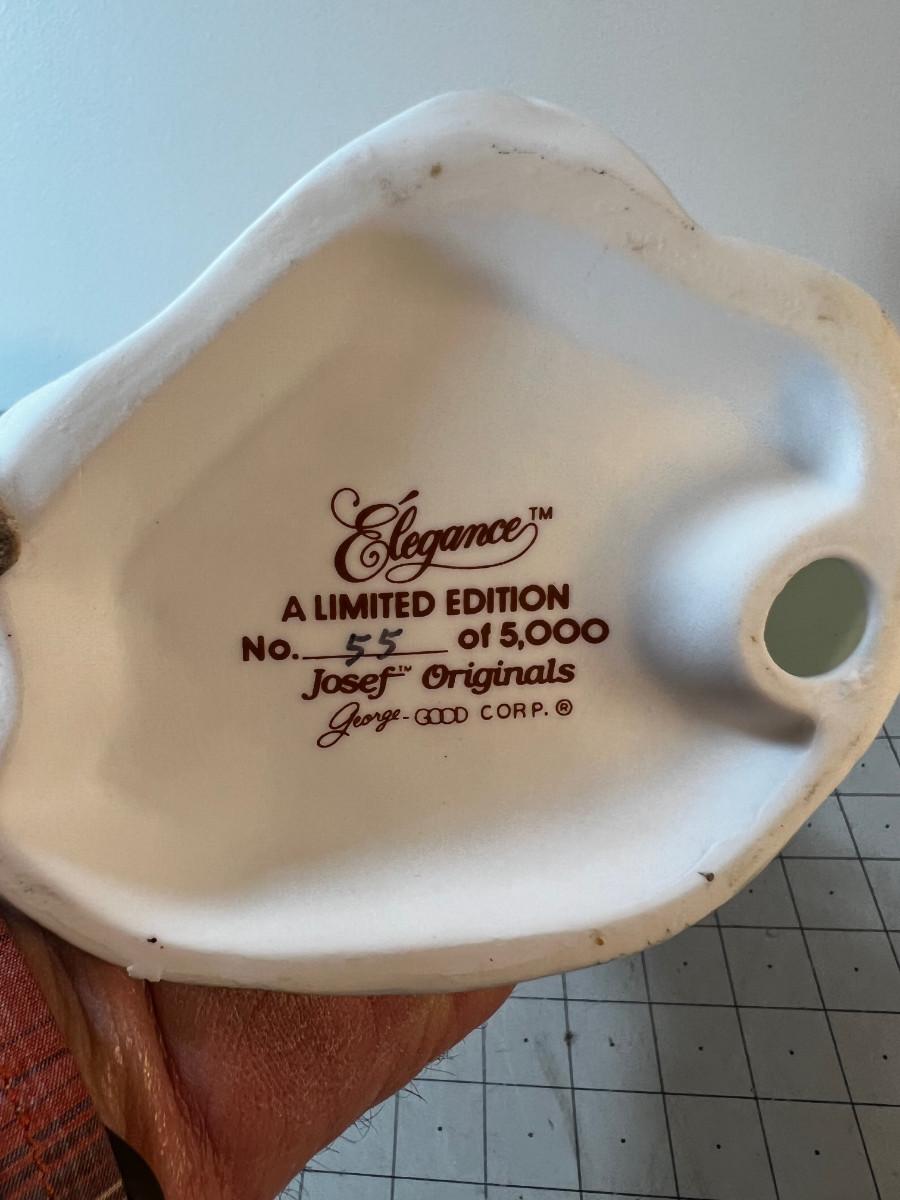 Élegance™
A LIMITED EDITION
No. 55 of 5,000
Josef™ Originals
George-GOOD CORP.®